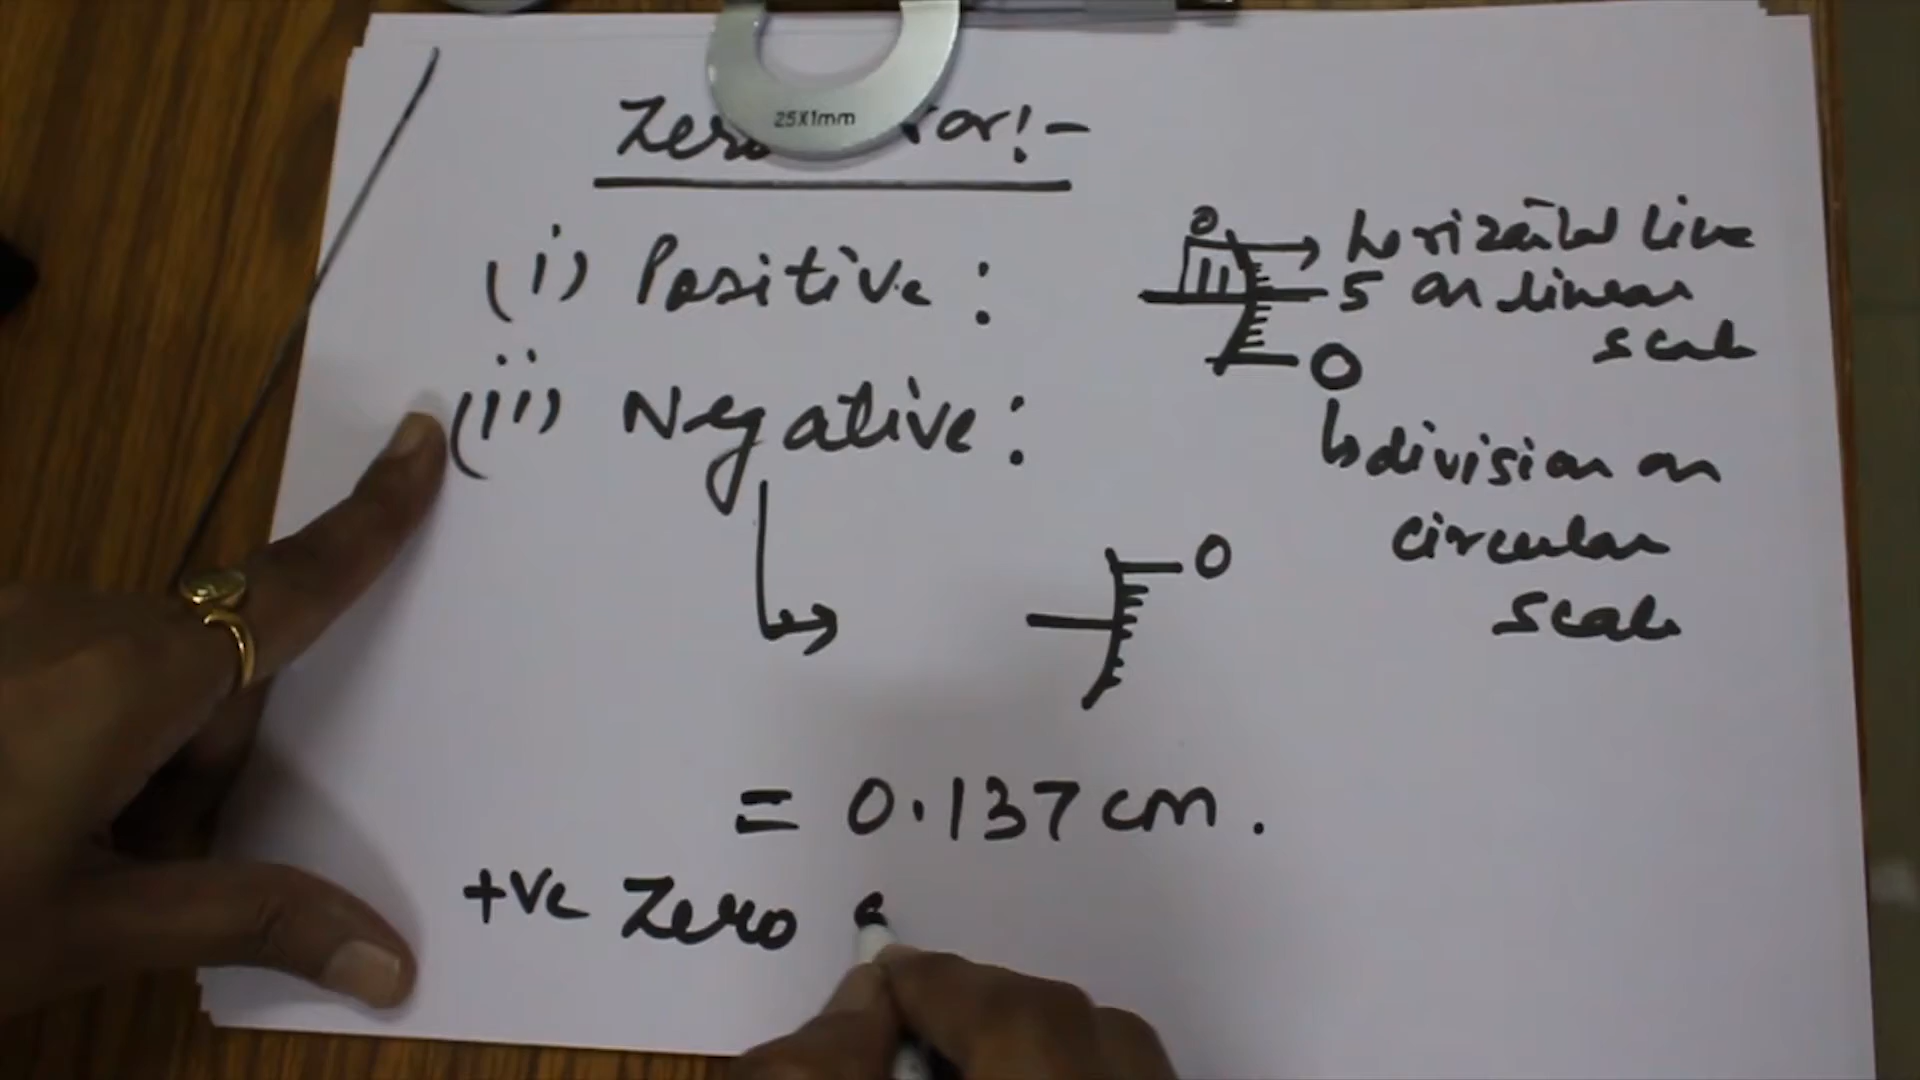 25X1mm
Zero ror:-
(i) Positive :
0
horizontal line
5 on linear
scale
0
(ii) Negative :
division on
circular
scale
0
= 0.137 cm.
+ve Zero e